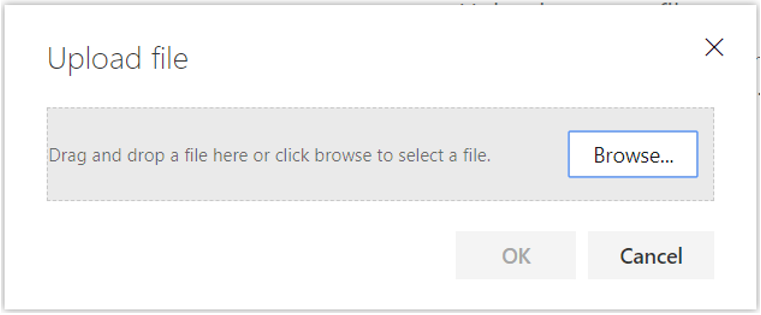 Upload file
Drag and drop a file here or click browse to select a file.
Browse...
OK
Cancel